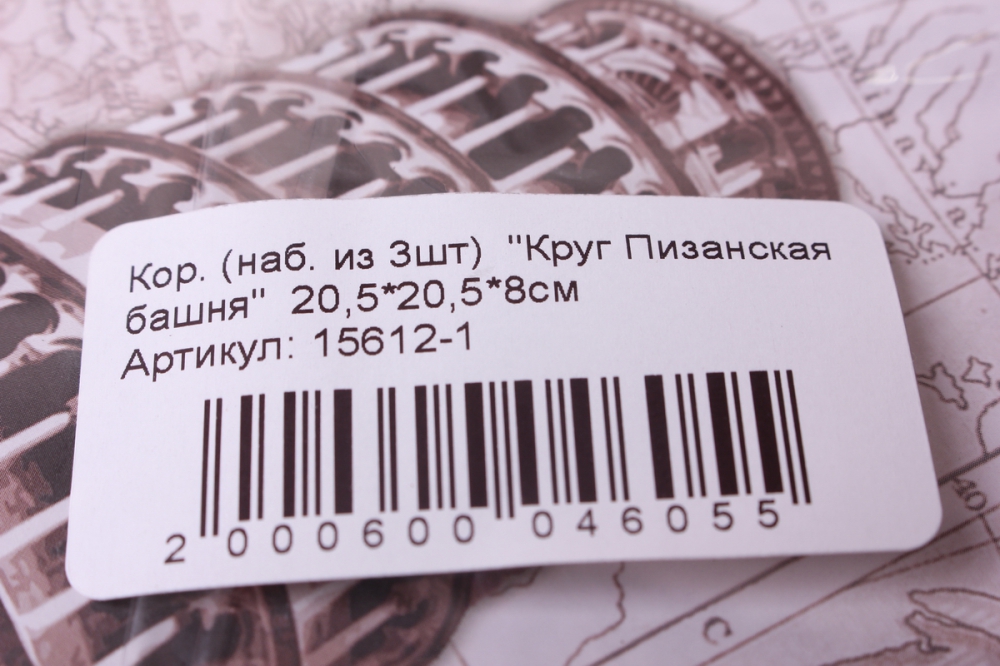 Кор. (наб. из 3шт) "Круг Пизанская
башня" 20,5*20,5*8см
Артикул: 15612-1
2 000600 046055